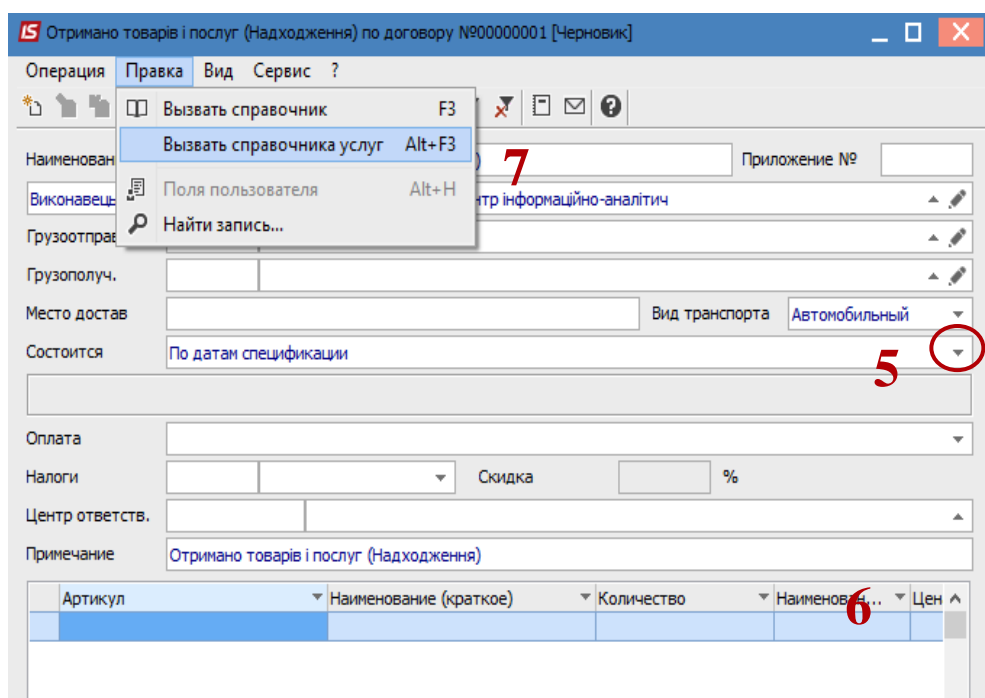 IS Отримано товарів і послуг (Надходження) по договору №00000001 [Черновик]
Операция Правка Вид Сервис ?
Вызвать справочник F3
Вызвать справочника услуг Alt+F3
Поля пользователя Alt+H
Найти запись...
Наименован ) 7 Приложение №
Виконавець нтр інформаційно-аналітич
Грузоотправ
Грузополуч.
Место достав Вид транспорта Автомобильный
Состоится По датам спецификации 5
Оплата
Налоги Скидка %
Центр ответств.
Примечание Отримано товарів і послуг (Надходження)
Артикул Наименование (краткое) Количество Наименован... Цен
6